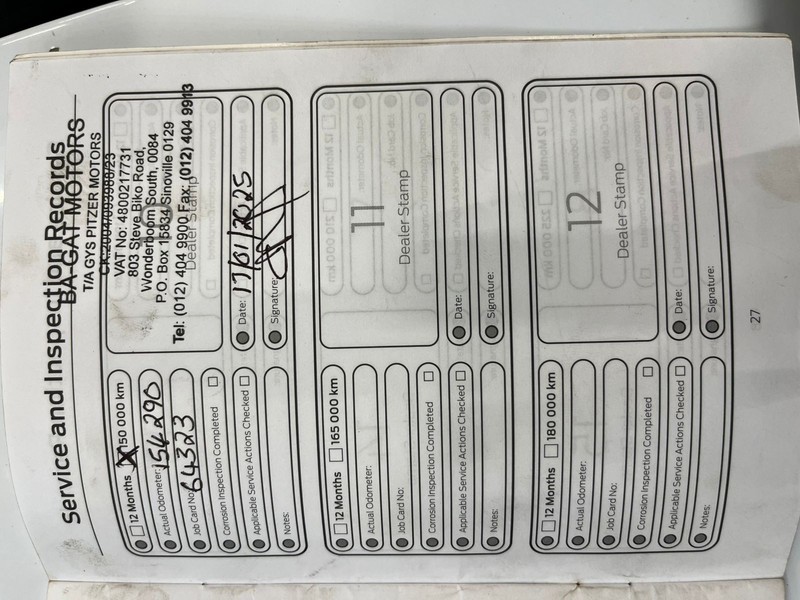 Service and Inspection Records
BA-GAT MOTORS
T/A GYS PITZER MOTORS
VAT No: 4800217731
803 Steve Biko Road,
Wonderboom South, 0084
P.O. Box 15834 Sinoville 0129
Tel: (012) 404 9900 Fax: (012) 404 9913
Dealer Stamp
12 Months X 150 000 km
Actual Odometer: 154290
Job Card No: 64323
Corrosion Inspection Completed
Applicable Service Actions Checked
Notes:
Date: 17/01/2025
Signature:
11
Dealer Stamp
12 Months 165 000 km
Actual Odometer:
Job Card No:
Corrosion Inspection Completed
Applicable Service Actions Checked
Notes:
Date:
Signature:
12
Dealer Stamp
12 Months 180 000 km
Actual Odometer:
Job Card No:
Corrosion Inspection Completed
Applicable Service Actions Checked
Notes:
Date:
Signature:
27